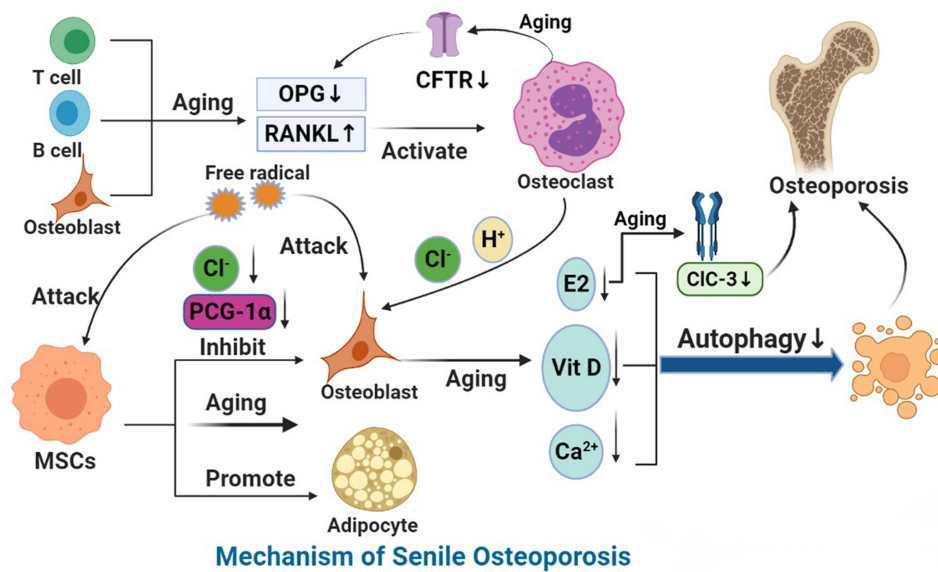 T cell
B cell
Osteoblast
Aging
OPG↓
RANKL↑
Activate
CFTR↓
Aging
Osteoclast
Osteoporosis
Free radical
Attack
Attack
Cl⁻
PCG-1α
Inhibit
Cl⁻
H⁺
Osteoblast
Aging
E2
Vit D
Ca²⁺
Aging
ClC-3↓
Autophagy↓
MSCs
Aging
Promote
Adipocyte
Mechanism of Senile Osteoporosis